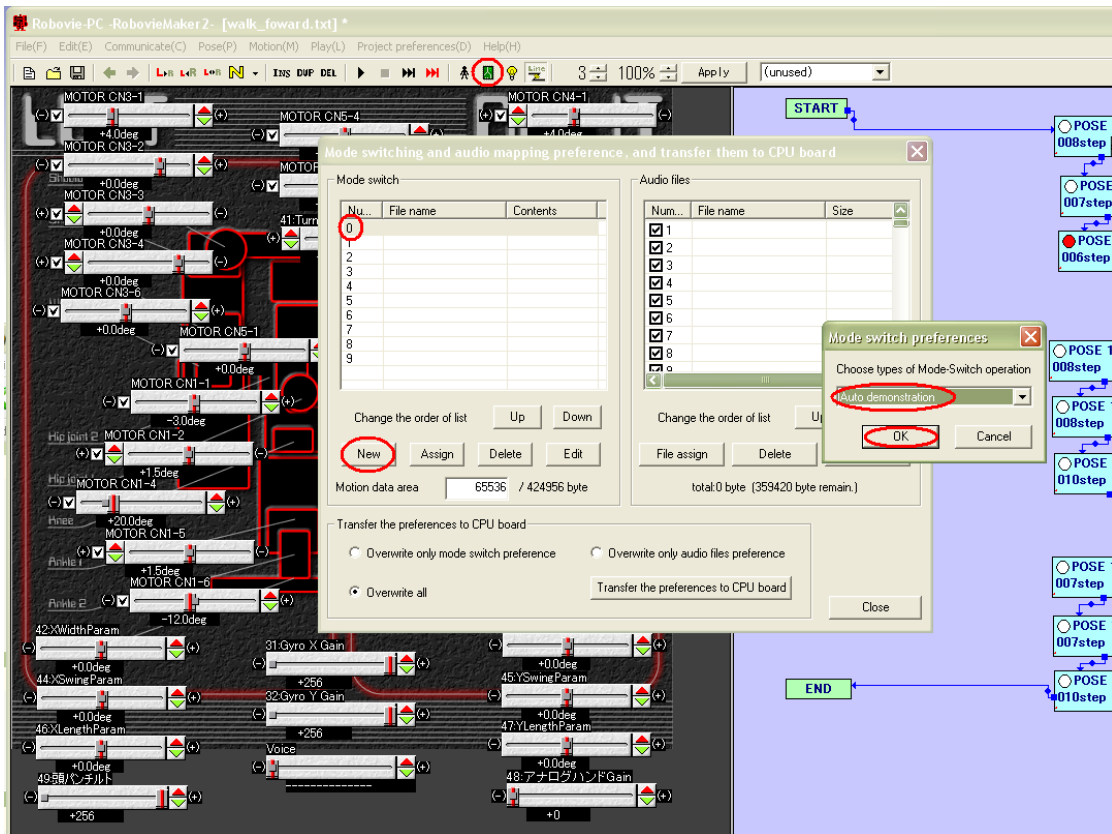 Robovie-PC -RobovieMaker2- [walk_foward.txt] *
File(F) Edit(E) Communicate(C) Pose(P) Motion(M) Play(L) Project preferences(D) Help(H)
INS DUP DEL
Line
3 100% Apply (unused)
MOTOR CN3-1
+4.0deg
MOTOR CN3-2
+0.0deg
MOTOR CN3-3
+0.0deg
MOTOR CN3-4
+0.0deg
MOTOR CN3-6
+0.0deg
MOTOR CN5-1
+0.0deg
MOTOR CN1-1
-3.0deg
Hip joint 2 MOTOR CN1-2
+1.5deg
MOTOR CN1-4
Knee
+20.0deg
MOTOR CN1-5
Ankle 1
+1.5deg
MOTOR CN1-6
Ankle 2
-12.0deg
42:XWidthParam
+0.0deg
44:XSwingParam
+0.0deg
46:XLengthParam
+0.0deg
49:頭パンチルト
+256
MOTOR CN5-4
41:Turn
31:Gyro X Gain
+256
32:Gyro Y Gain
+256
Voice
--------------
MOTOR CN4-1
+4.0deg
+0.0deg
45:YSwingParam
+0.0deg
47:YLengthParam
+0.0deg
48:アナログハンドGain
+0
Mode switching and audio mapping preference, and transfer them to CPU board
Mode switch
Nu... File name Contents
0
1
2
3
4
5
6
7
8
9
Change the order of list Up Down
New Assign Delete Edit
Motion data area 65536 / 424956 byte
Audio files
Num... File name Size
1
2
3
4
5
6
7
8
9
Change the order of list
File assign Delete
total:0 byte (359420 byte remain.)
Transfer the preferences to CPU board
Overwrite only mode switch preference Overwrite only audio files preference
Overwrite all Transfer the preferences to CPU board
Close
Mode switch preferences
Choose types of Mode-Switch operation
Auto demonstration
OK Cancel
START
POSE
008step
POSE
007step
POSE
006step
POSE 1
008step
POSE 1
008step
POSE
010step
POSE 1
007step
POSE
007step
POSE
010step
END